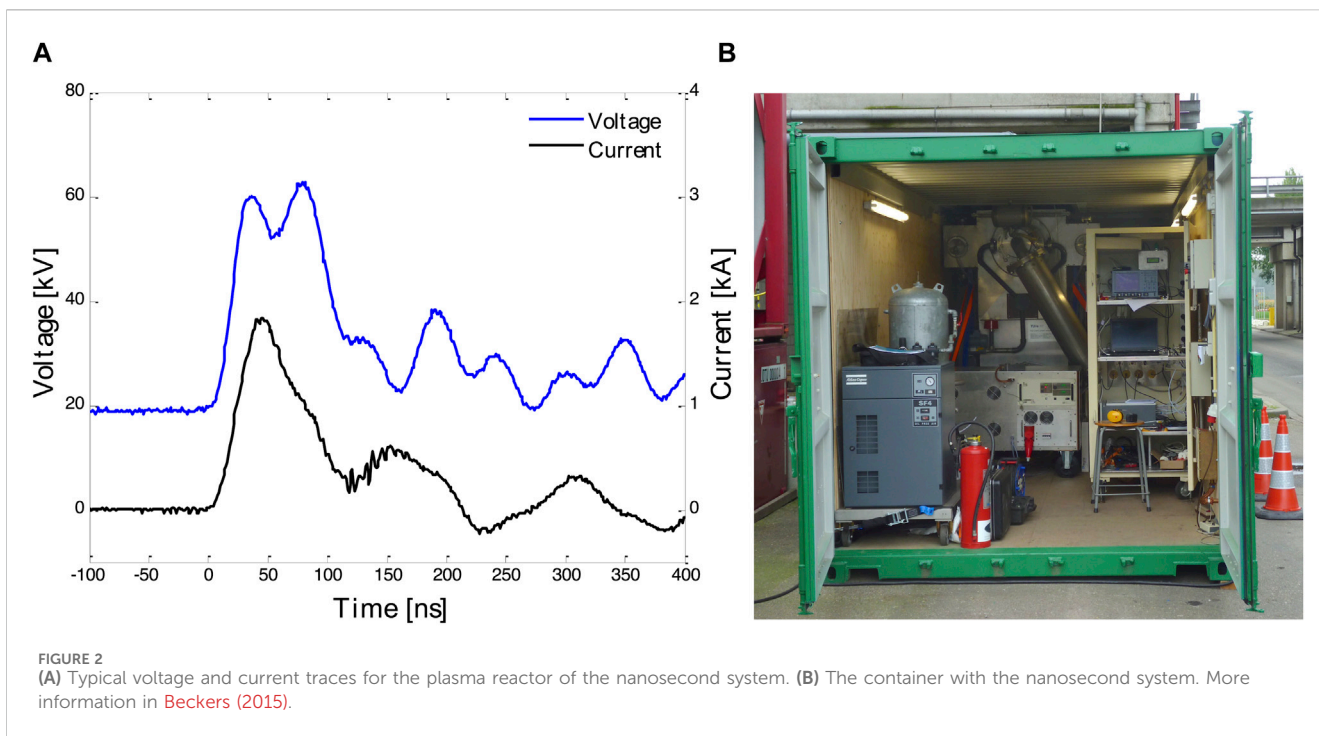 A
B
80
60
40
20
0
Voltage [kV]
4
3
2
1
0
Current [kA]
Voltage
Current
-100 -50 0 50 100 150 200 250 300 350 400
Time [ns]
SF4
FIGURE 2
(A) Typical voltage and current traces for the plasma reactor of the nanosecond system. (B) The container with the nanosecond system. More
information in Beckers (2015).